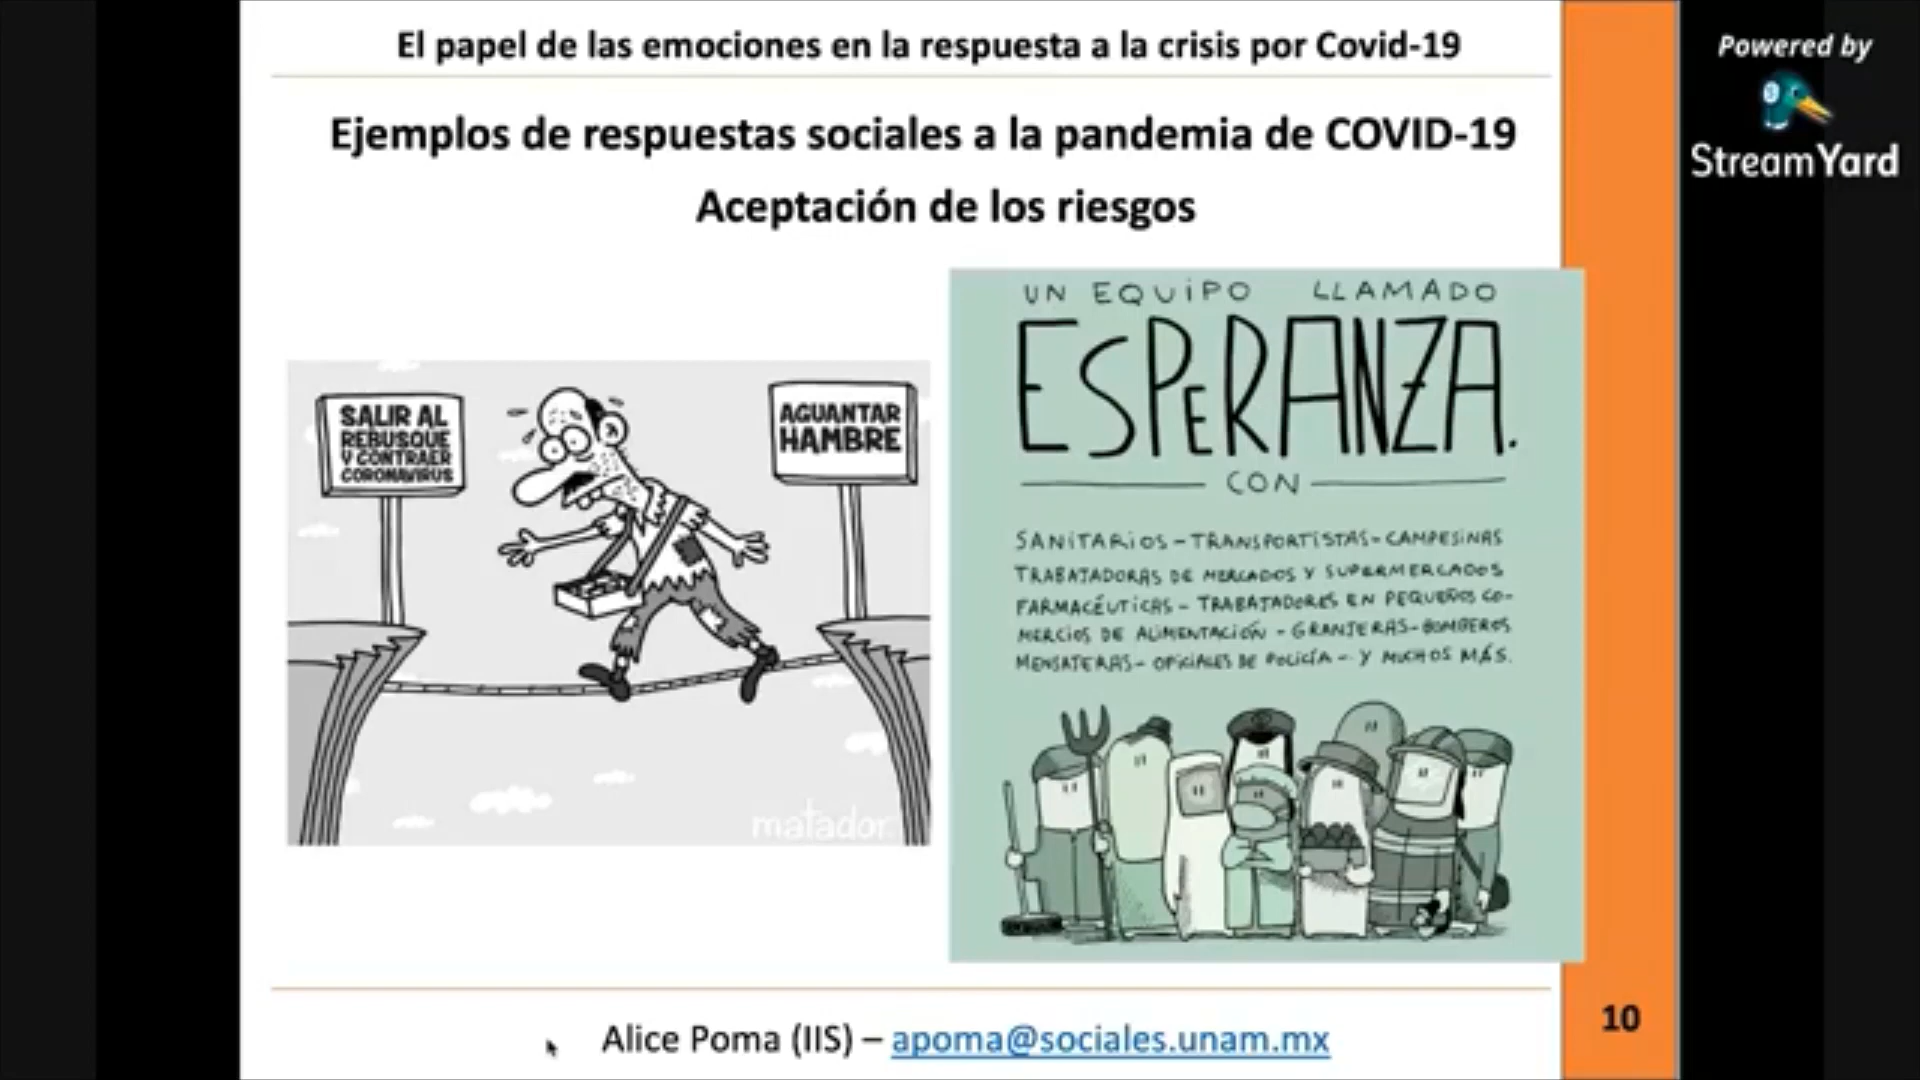 El papel de las emociones en la respuesta a la crisis por Covid-19
Powered by
StreamYard
Ejemplos de respuestas sociales a la pandemia de COVID-19
Aceptación de los riesgos
SALIR AL
REBUSQUE
Y CONTRAER
CORONAVIRUS
AGUANTAR
HAMBRE
matador
UN EQUIPO LLAMADO
ESPERANZA.
CON
SANITARIOS - TRANSPORTISTAS - CAMPESINAS
TRABAJADORAS DE MERCADOS Y SUPERMERCADOS
FARMACÉUTICAS - TRABAJADORES EN PEQUEÑOS CO-
MERCIOS DE ALIMENTACIÓN - GRANJERAS - BOMBEROS
MENSAJERAS - OFICIALES DE POLICÍA - Y MUCHOS MÁS.
Alice Poma (IIS) – apoma@sociales.unam.mx
10